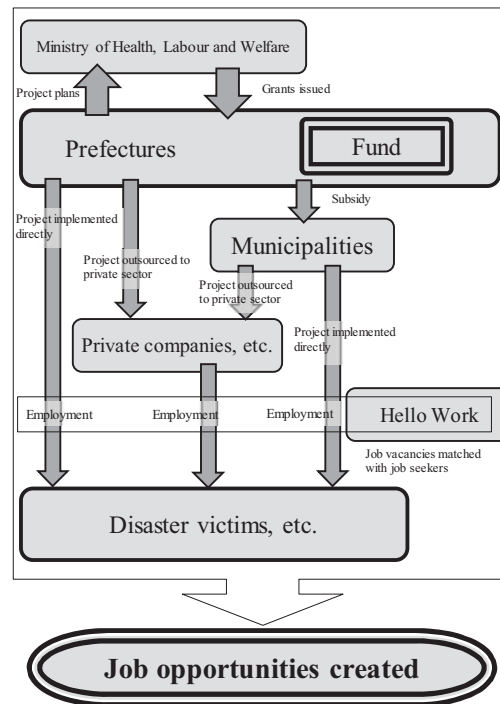 Ministry of Health, Labour and Welfare
Project plans
Grants issued
Prefectures
Fund
Subsidy
Project implemented
directly
Municipalities
Project outsourced to
private sector
Project outsourced
to private sector
Project implemented
directly
Private companies, etc.
Employment
Employment
Employment
Hello Work
Job vacancies matched
with job seekers
Disaster victims, etc.
Job opportunities created